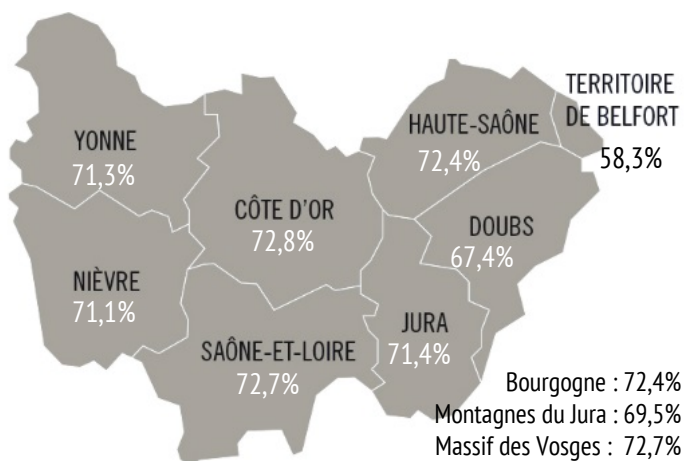 TERRITOIRE
DE BELFORT
58,3%
HAUTE-SAÔNE
72,4%
YONNE
71,3%
CÔTE D'OR
72,8%
DOUBS
67,4%
NIÈVRE
71,1%
SAÔNE-ET-LOIRE
72,7%
JURA
71,4%
Bourgogne : 72,4%
Montagnes du Jura : 69,5%
Massif des Vosges : 72,7%